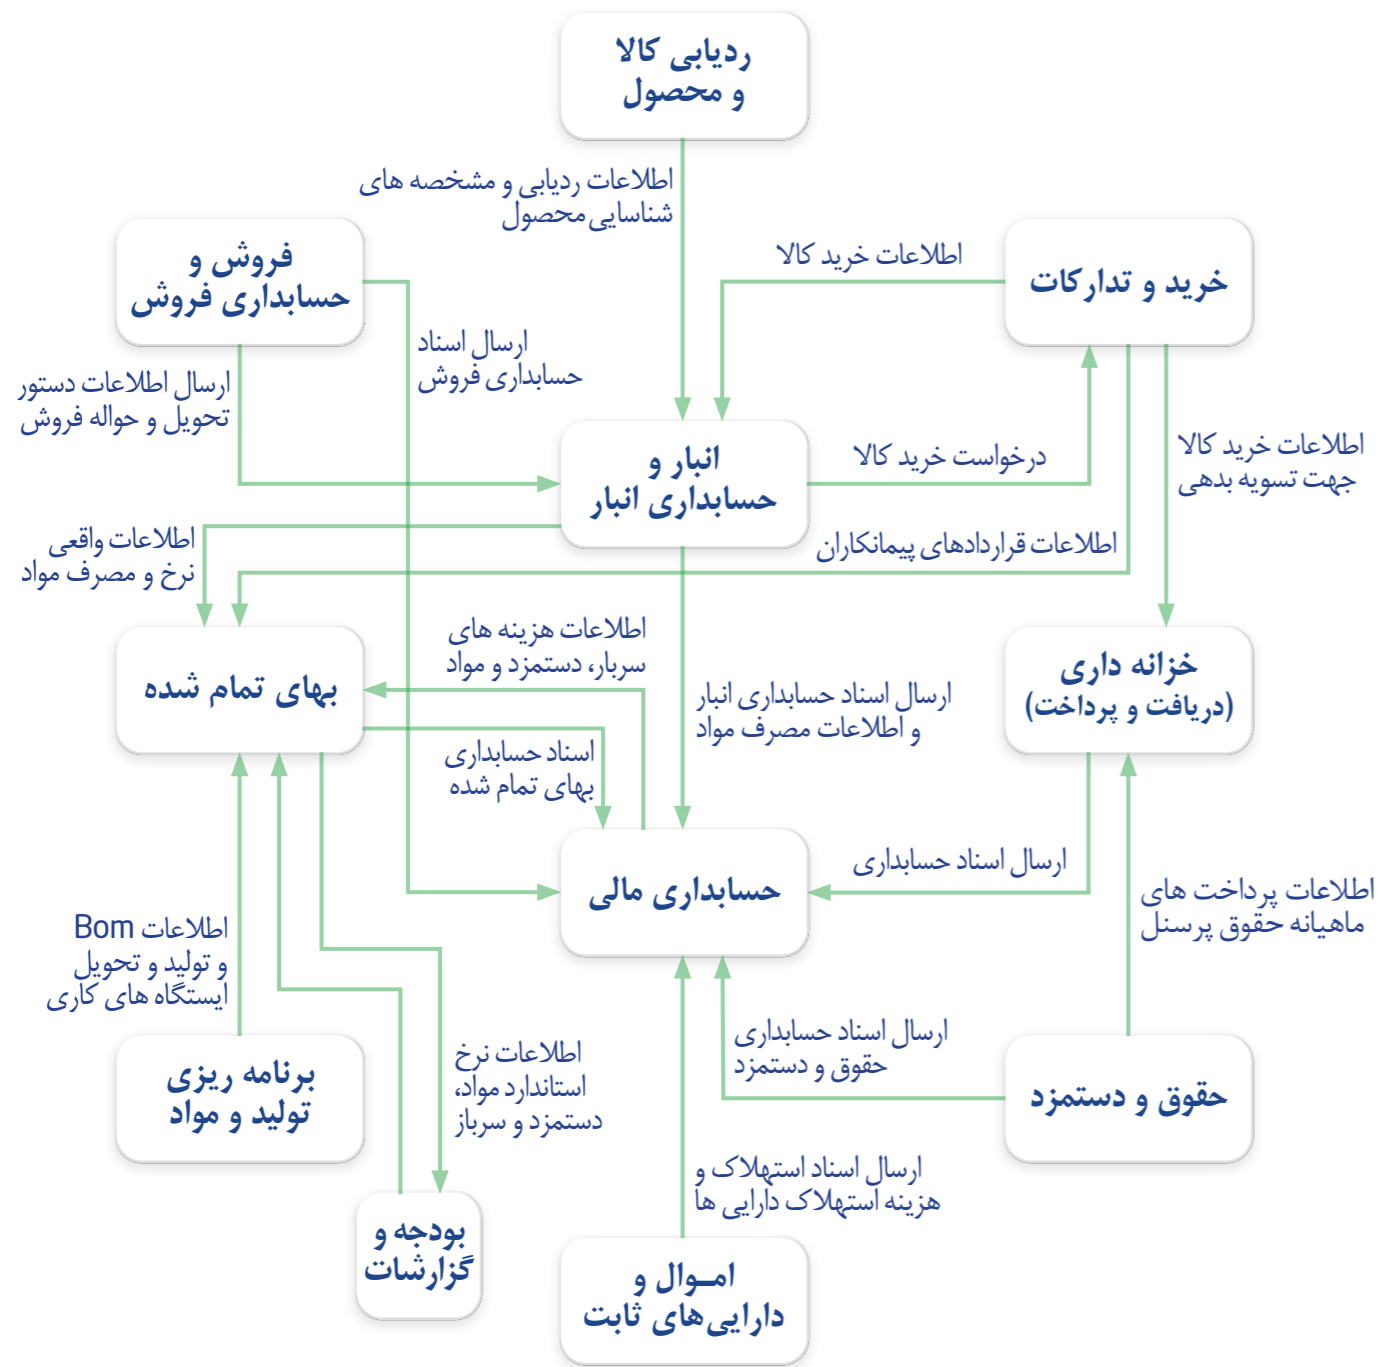 ردیابی کالا
و محصول
اطلاعات ردیابی و مشخصه های
شناسایی محصول
خرید و تدارکات
اطلاعات خرید کالا
فروش و
حسابداری فروش
ارسال اسناد
حسابداری فروش
ارسال اطلاعات دستور
تحویل و حواله فروش
اطلاعات خرید کالا
جهت تسویه بدهی
درخواست خرید کالا
انبار و
حسابداری انبار
اطلاعات قراردادهای پیمانکاران
اطلاعات واقعی
نرخ و مصرف مواد
خزانه داری
(دریافت و پرداخت)
اطلاعات هزینه های
سربار، دستمزد و مواد
بهای تمام شده
ارسال اسناد حسابداری انبار
و اطلاعات مصرف مواد
اسناد حسابداری
بهای تمام شده
ارسال اسناد حسابداری
حسابداری مالی
اطلاعات پرداخت های
ماهیانه حقوق پرسنل
اطلاعات Bom
و تولید و تحویل
ایستگاه های کاری
ارسال اسناد حسابداری
حقوق و دستمزد
اطلاعات نرخ
استاندارد مواد،
دستمزد و سرباز
حقوق و دستمزد
برنامه ریزی
تولید و مواد
ارسال اسناد استهلاک و
هزینه استهلاک دارایی ها
بودجه و
گزارشات
امـوال و
دارایی‌های ثابت